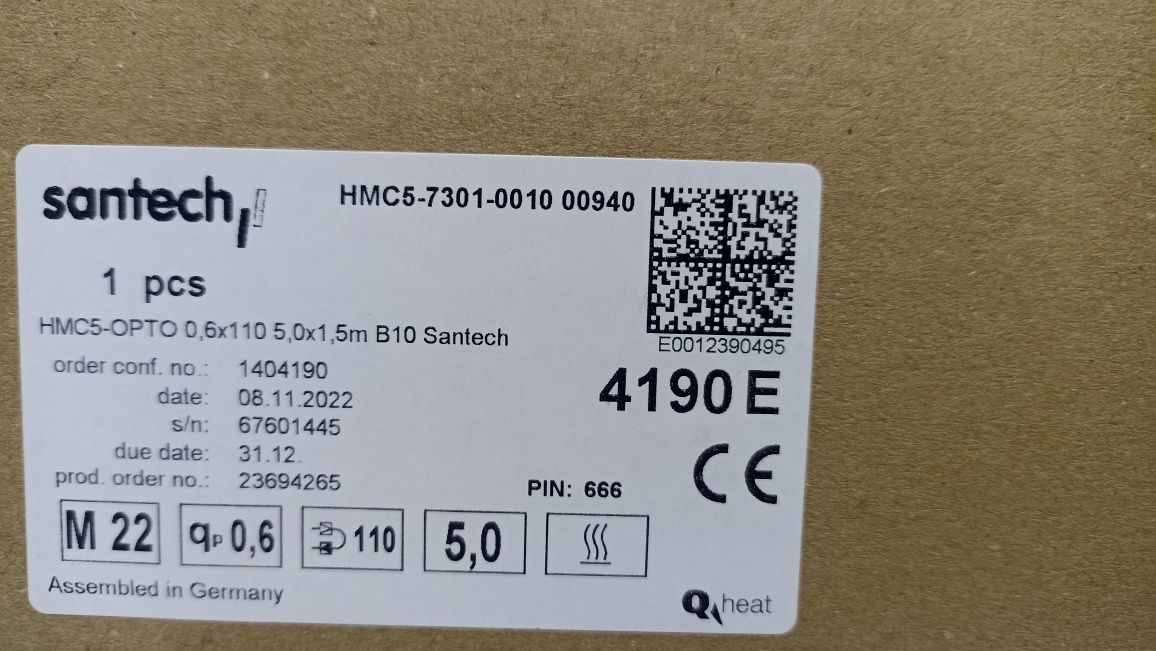 santech
HMC5-7301-0010 00940
1 pcs
HMC5-OPTO 0,6x110 5,0x1,5m B10 Santech
E0012390495
order conf. no.: 1404190
4190 E
date: 08.11.2022
s/n: 67601445
due date: 31.12.
prod. order no.: 23694265
PIN: 666
CE
M 22
qp 0,6
110
5,0
Assembled in Germany
Q heat